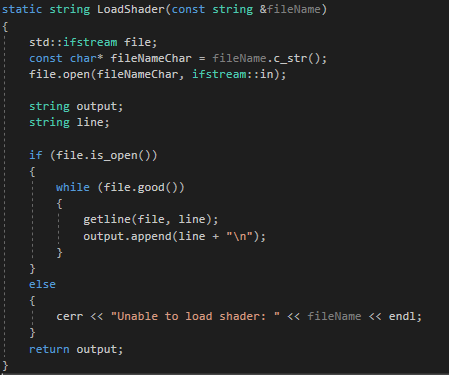 static string LoadShader(const string &fileName)
{
    std::ifstream file;
    const char* fileNameChar = fileName.c_str();
    file.open(fileNameChar, ifstream::in);

    string output;
    string line;

    if (file.is_open())
    {
        while (file.good())
        {
            getline(file, line);
            output.append(line + "\n");
        }
    }
    else
    {
        cerr << "Unable to load shader: " << fileName << endl;
    }
    return output;
}